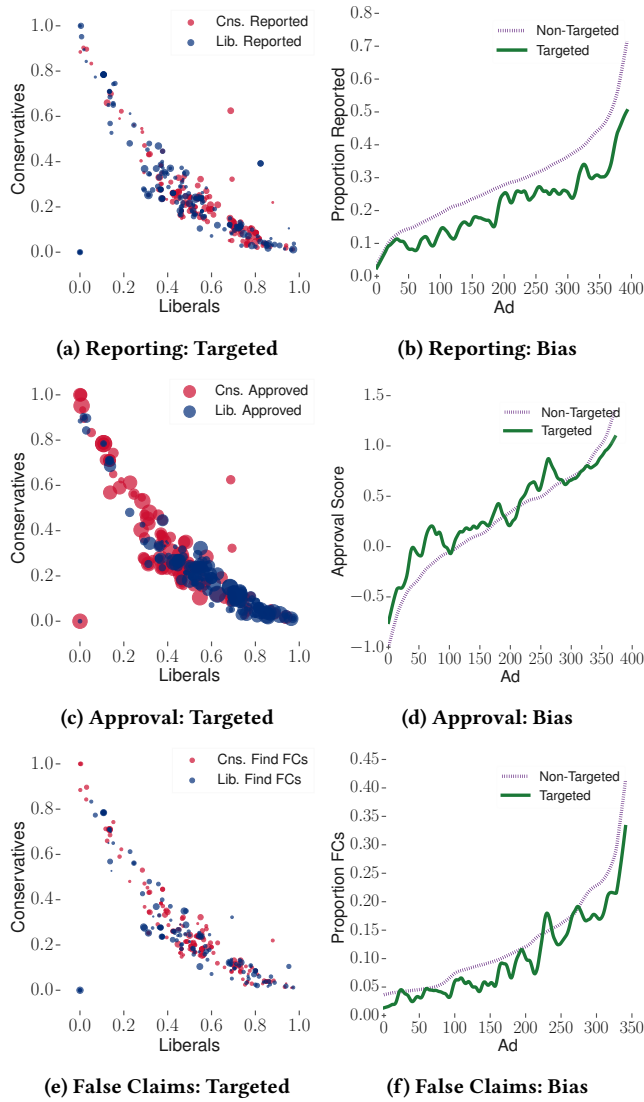 Cns. Reported
Lib. Reported
Conservatives
1.0
0.8
0.6
0.4
0.2
0.0
0.0 0.2 0.4 0.6 0.8 1.0
Liberals
(a) Reporting: Targeted
Non-Targeted
Targeted
Proportion Reported
0.8
0.7
0.6
0.5
0.4
0.3
0.2
0.1
0.0
0 50 100 150 200 250 300 350 400
Ad
(b) Reporting: Bias
Cns. Approved
Lib. Approved
Conservatives
1.0
0.8
0.6
0.4
0.2
0.0
0.0 0.2 0.4 0.6 0.8 1.0
Liberals
(c) Approval: Targeted
Non-Targeted
Targeted
Approval Score
1.5
1.0
0.5
0.0
−0.5
−1.0
0 50 100 150 200 250 300 350 400
Ad
(d) Approval: Bias
Cns. Find FCs
Lib. Find FCs
Conservatives
1.0
0.8
0.6
0.4
0.2
0.0
0.0 0.2 0.4 0.6 0.8 1.0
Liberals
(e) False Claims: Targeted
Non-Targeted
Targeted
Proportion FCs
0.45
0.40
0.35
0.30
0.25
0.20
0.15
0.10
0.05
0.00
0 50 100 150 200 250 300 350
Ad
(f) False Claims: Bias